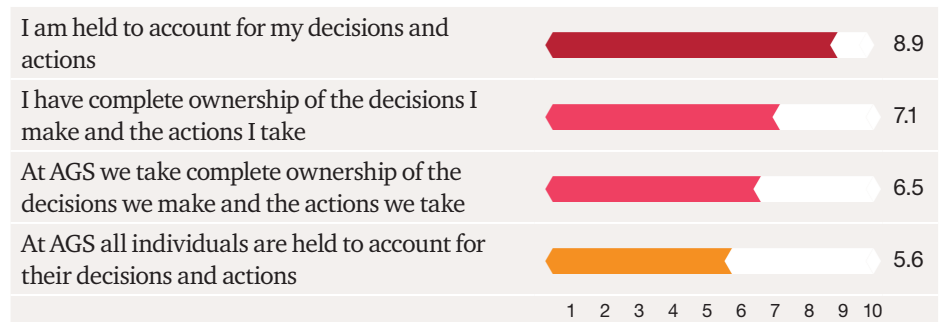 I am held to account for my decisions and
actions
8.9
I have complete ownership of the decisions I
make and the actions I take
7.1
At AGS we take complete ownership of the
decisions we make and the actions we take
6.5
At AGS all individuals are held to account for
their decisions and actions
5.6
1 2 3 4 5 6 7 8 9 10